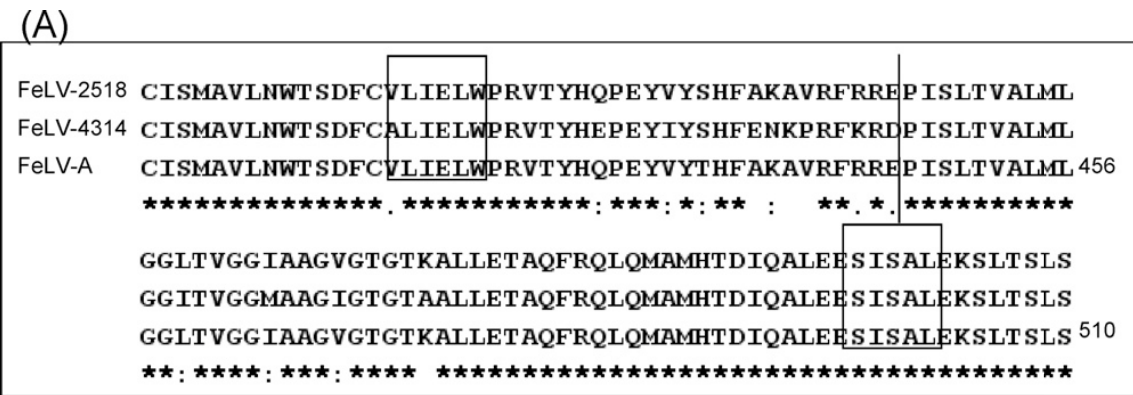 (A)
FeLV-2518 CISMAVLNWTSDFCVLIELWPRVTYHQPEYVYSHFAKAVRFRREPISLTVALML
FeLV-4314 CISMAVLNWTSDFCALIELWPRVTYHEPEYIYSHFENKPRFKRDPISLTVALML
FeLV-A CISMAVLNWTSDFCVLIELWPRVTYHQPEYVYTHFAKAVRFRREPISLTVALML 456
**************.***********:***:*:** :  **.*.**********
GGLTVGGIAAGVGTGTKALLETAQFRQLQMAMHTDIQALEESISALEKSLTSLS
GGITVGGMAAGIGTGTAALLETAQFRQLQMAMHTDIQALEESISALEKSLTSLS
GGLTVGGIAAGVGTGTKALLETAQFRQLQMAMHTDIQALEESISALEKSLTSLS 510
**:****:***:**** *************************************